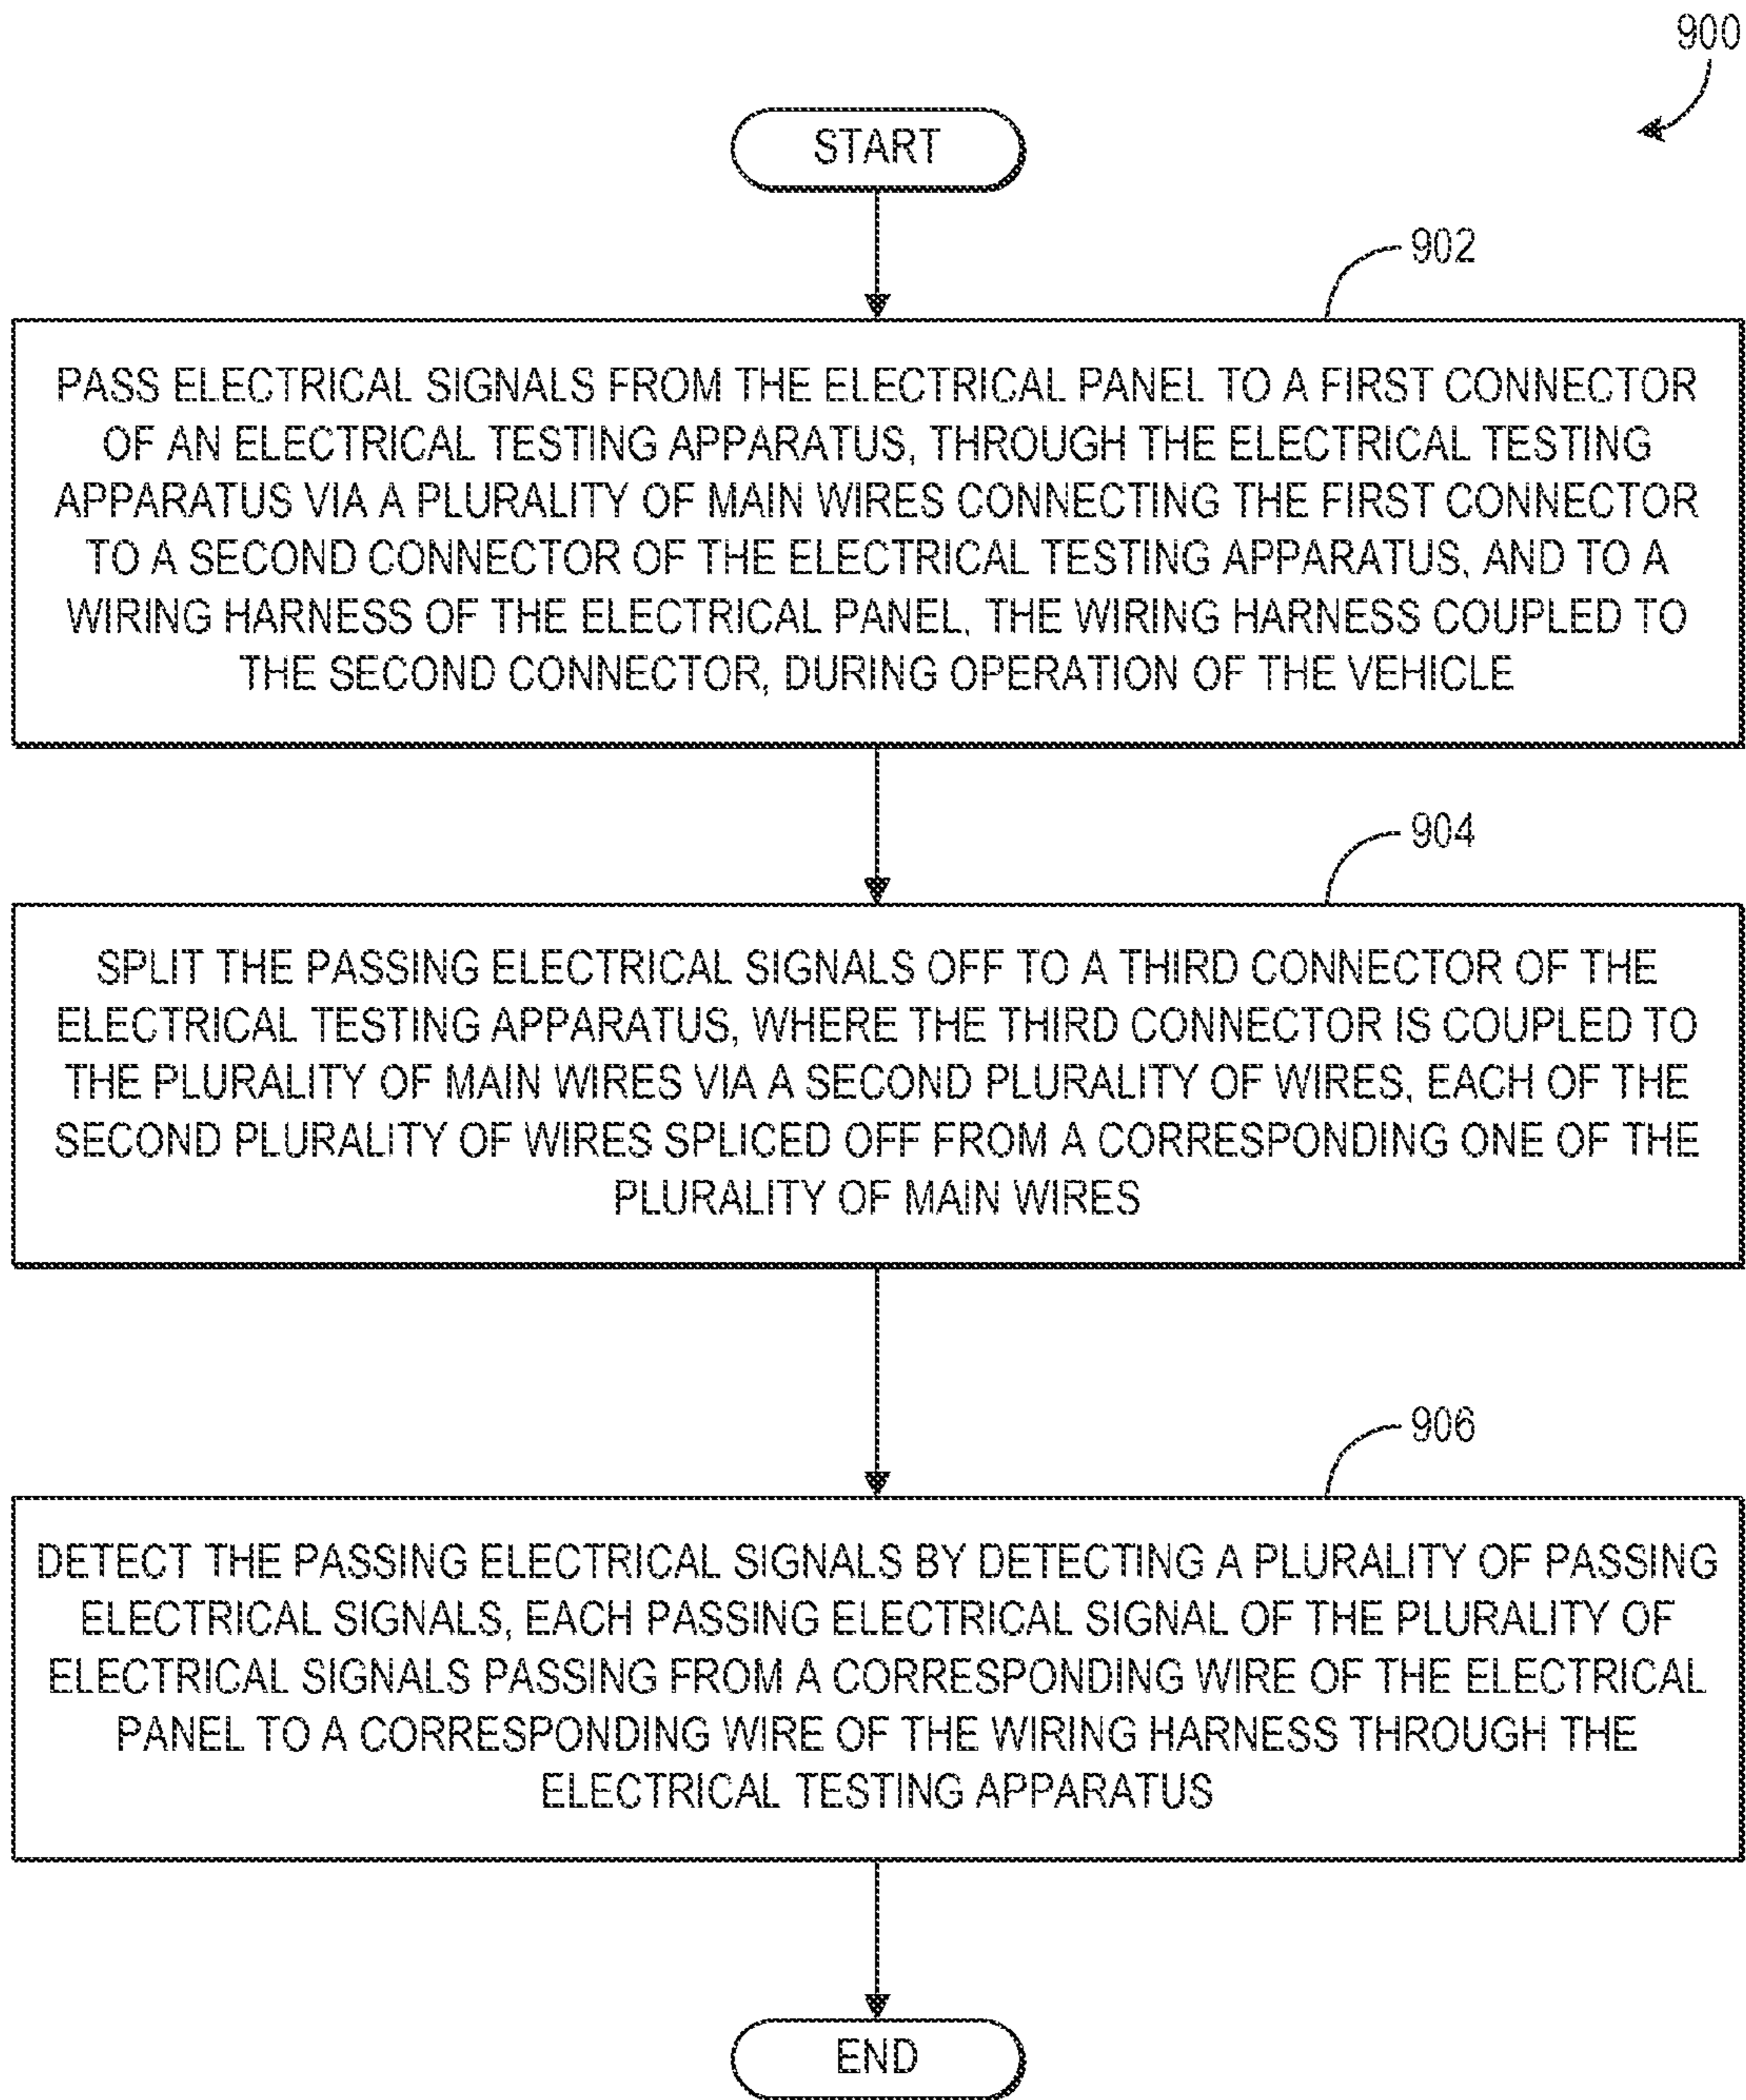 900
START
902
PASS ELECTRICAL SIGNALS FROM THE ELECTRICAL PANEL TO A FIRST CONNECTOR
OF AN ELECTRICAL TESTING APPARATUS, THROUGH THE ELECTRICAL TESTING
APPARATUS VIA A PLURALITY OF MAIN WIRES CONNECTING THE FIRST CONNECTOR
TO A SECOND CONNECTOR OF THE ELECTRICAL TESTING APPARATUS, AND TO A
WIRING HARNESS OF THE ELECTRICAL PANEL, THE WIRING HARNESS COUPLED TO
THE SECOND CONNECTOR, DURING OPERATION OF THE VEHICLE
904
SPLIT THE PASSING ELECTRICAL SIGNALS OFF TO A THIRD CONNECTOR OF THE
ELECTRICAL TESTING APPARATUS, WHERE THE THIRD CONNECTOR IS COUPLED TO
THE PLURALITY OF MAIN WIRES VIA A SECOND PLURALITY OF WIRES, EACH OF THE
SECOND PLURALITY OF WIRES SPLICED OFF FROM A CORRESPONDING ONE OF THE
PLURALITY OF MAIN WIRES
906
DETECT THE PASSING ELECTRICAL SIGNALS BY DETECTING A PLURALITY OF PASSING
ELECTRICAL SIGNALS, EACH PASSING ELECTRICAL SIGNAL OF THE PLURALITY OF
ELECTRICAL SIGNALS PASSING FROM A CORRESPONDING WIRE OF THE ELECTRICAL
PANEL TO A CORRESPONDING WIRE OF THE WIRING HARNESS THROUGH THE
ELECTRICAL TESTING APPARATUS
END